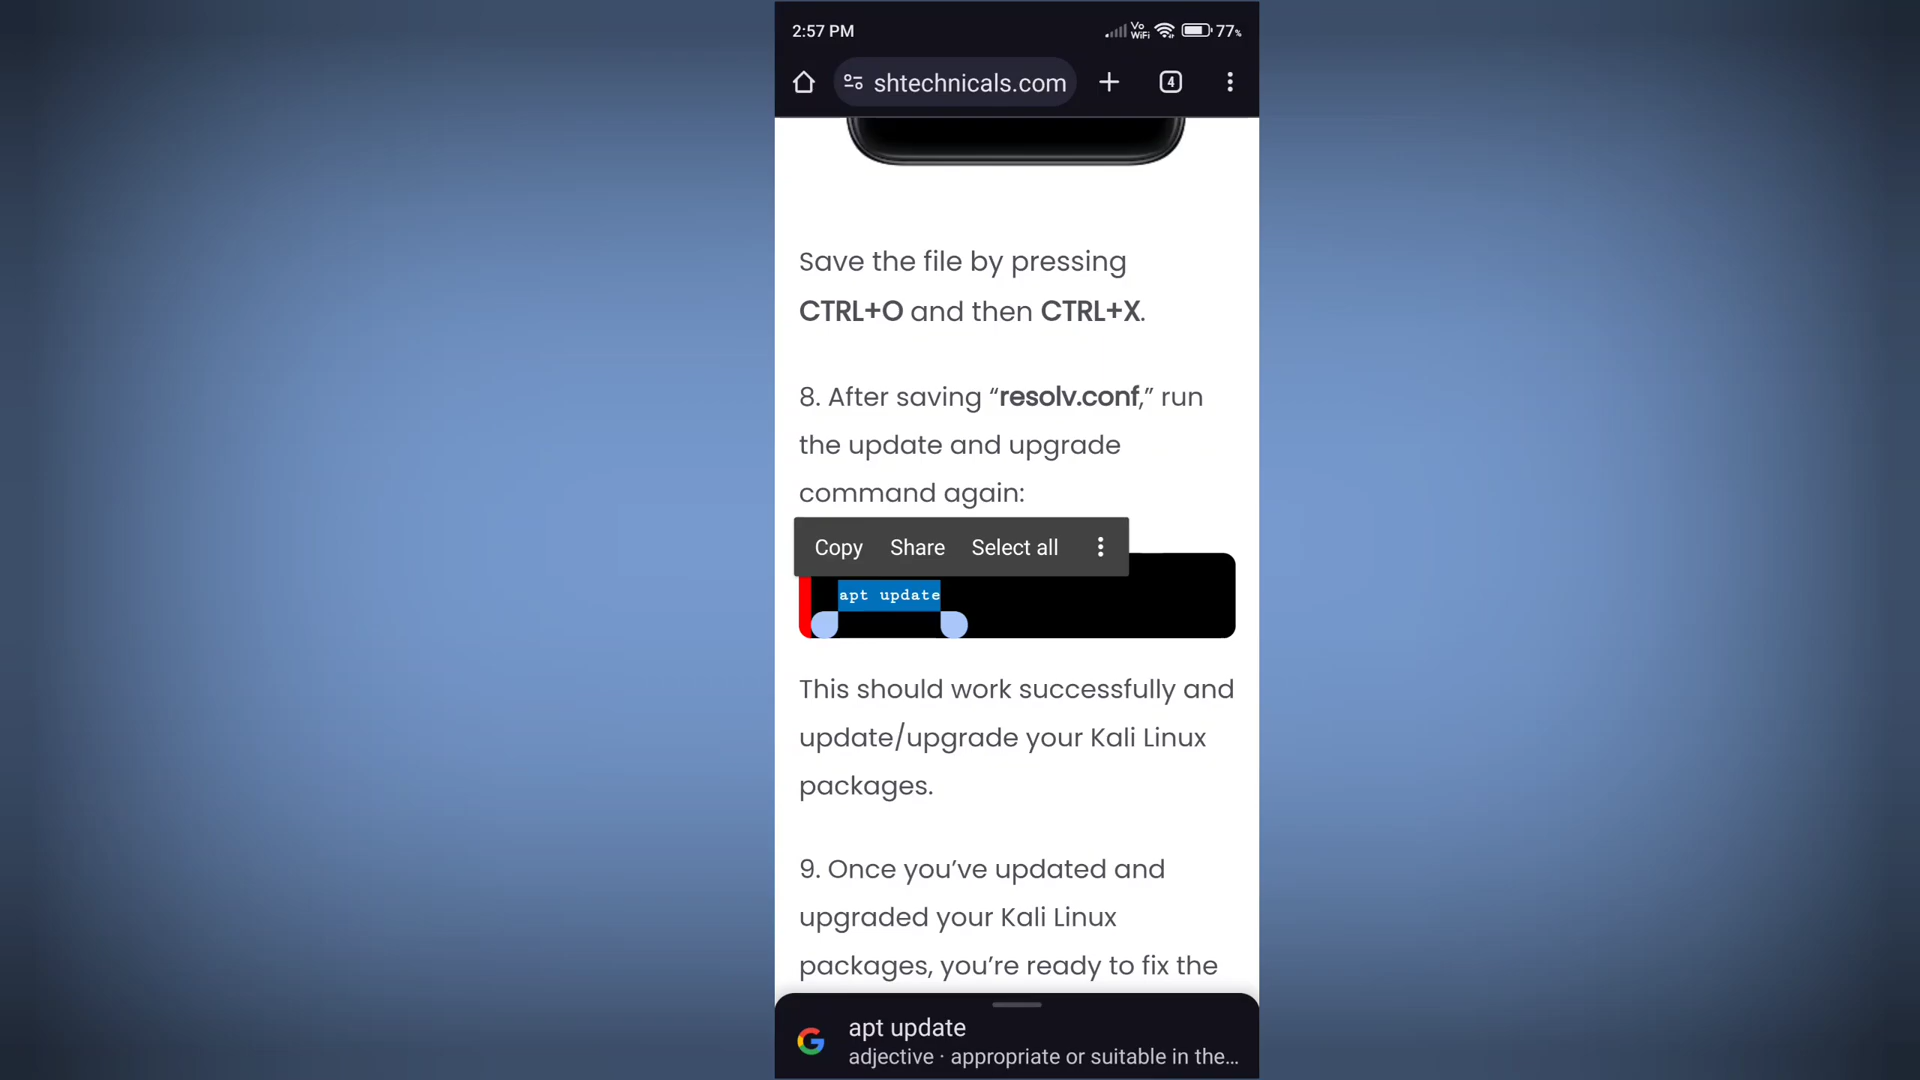 2:57 PM
Vo
WiFi
77%
shtechnicals.com
4
Save the file by pressing
CTRL+O and then CTRL+X.
8. After saving “resolv.conf,” run
the update and upgrade
command again:
Copy Share Select all
apt update
This should work successfully and
update/upgrade your Kali Linux
packages.
9. Once you’ve updated and
upgraded your Kali Linux
packages, you’re ready to fix the
apt update
adjective · appropriate or suitable in the...